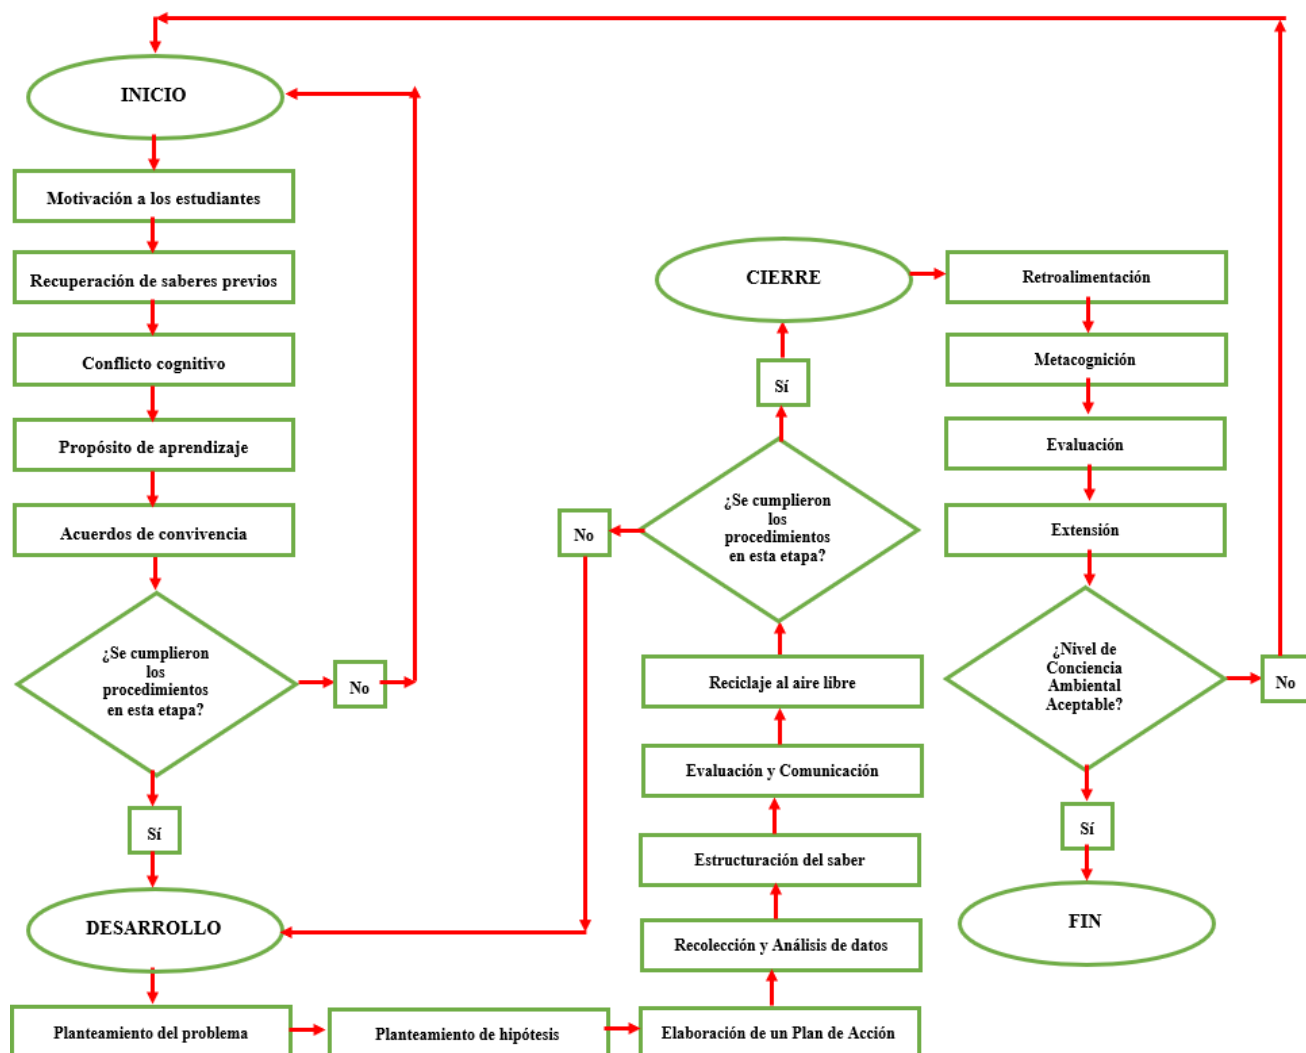 INICIO
Motivación a los estudiantes
Recuperación de saberes previos
Conflicto cognitivo
Propósito de aprendizaje
Acuerdos de convivencia
¿Se cumplieron
los
procedimientos
en esta etapa?
No
Sí
DESARROLLO
Planteamiento del problema
Planteamiento de hipótesis
Elaboración de un Plan de Acción
Recolección y Análisis de datos
Estructuración del saber
Evaluación y Comunicación
Reciclaje al aire libre
¿Se cumplieron
los
procedimientos
en esta etapa?
No
Sí
CIERRE
Retroalimentación
Metacognición
Evaluación
Extensión
¿Nivel de
Conciencia
Ambiental
Aceptable?
No
Sí
FIN